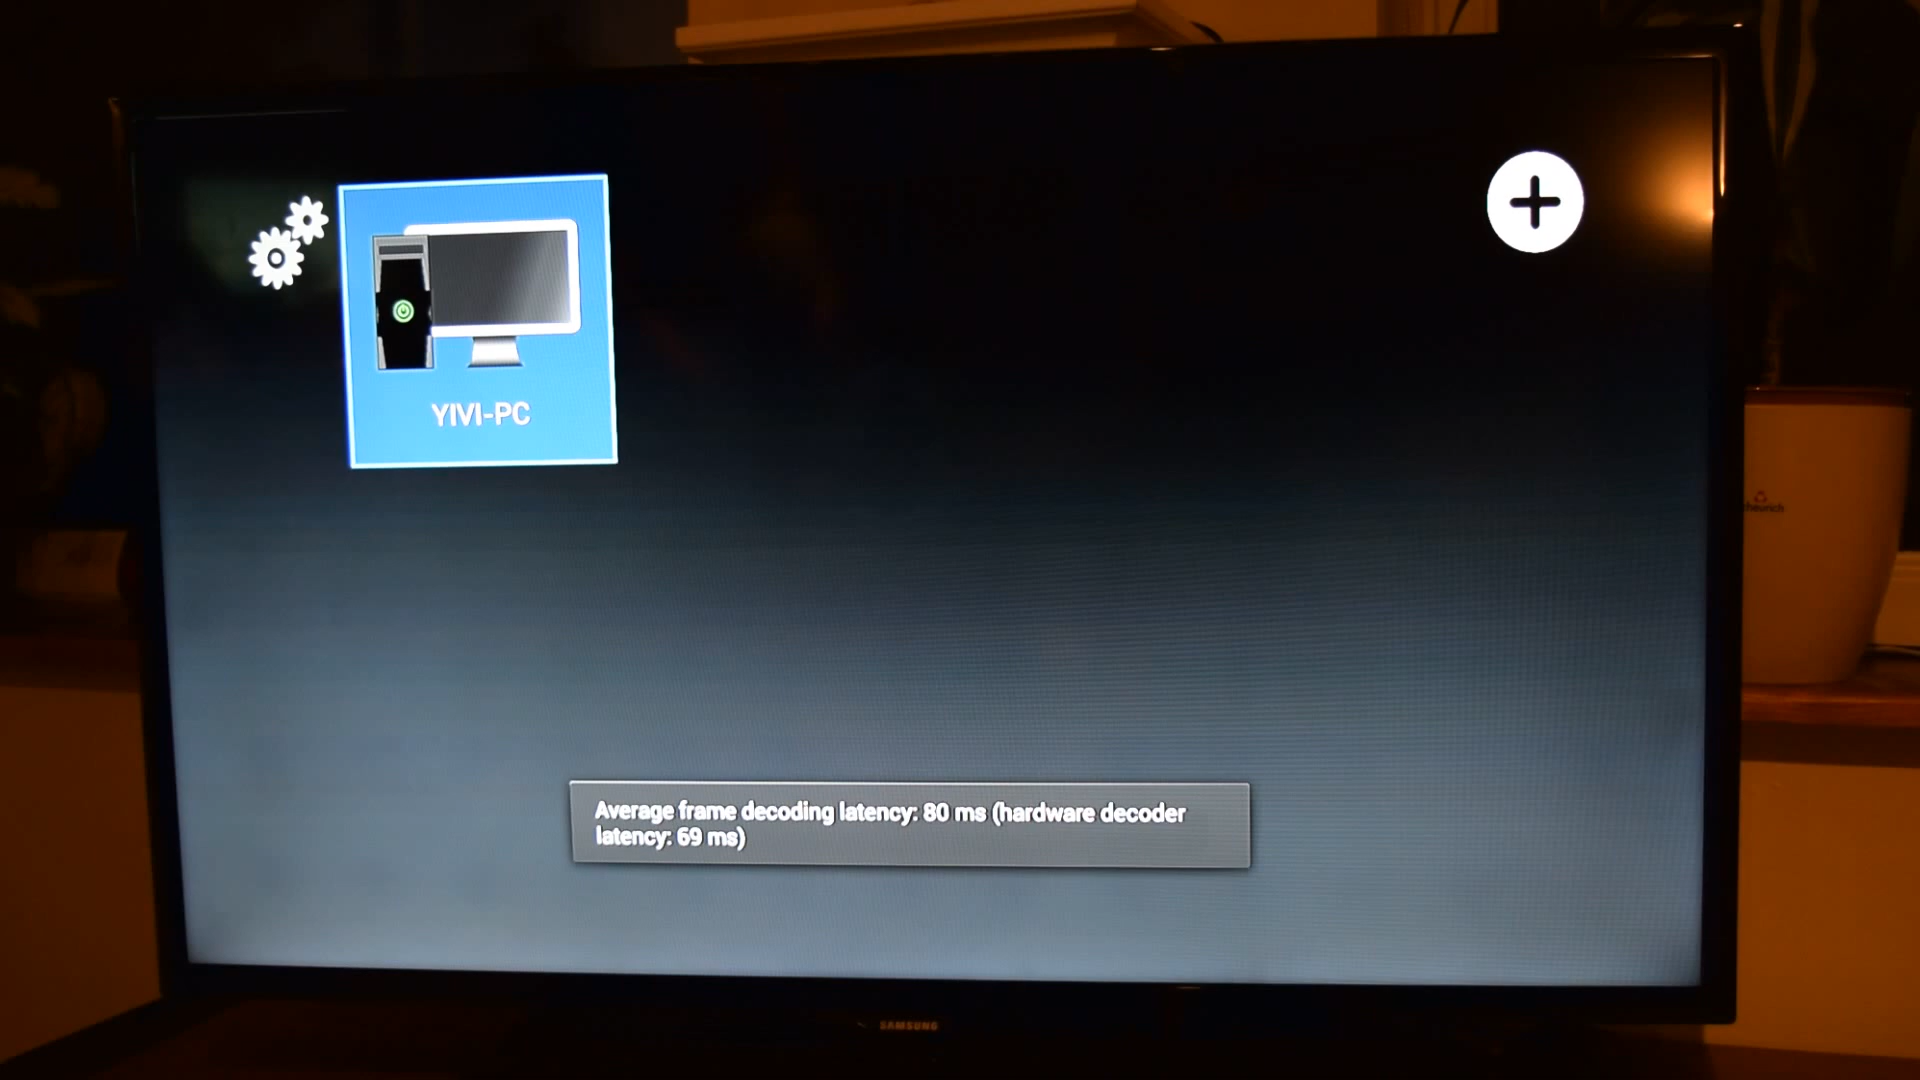 YIVI-PC
Average frame decoding latency: 80 ms (hardware decoder
latency: 69 ms)
SAMSUNG